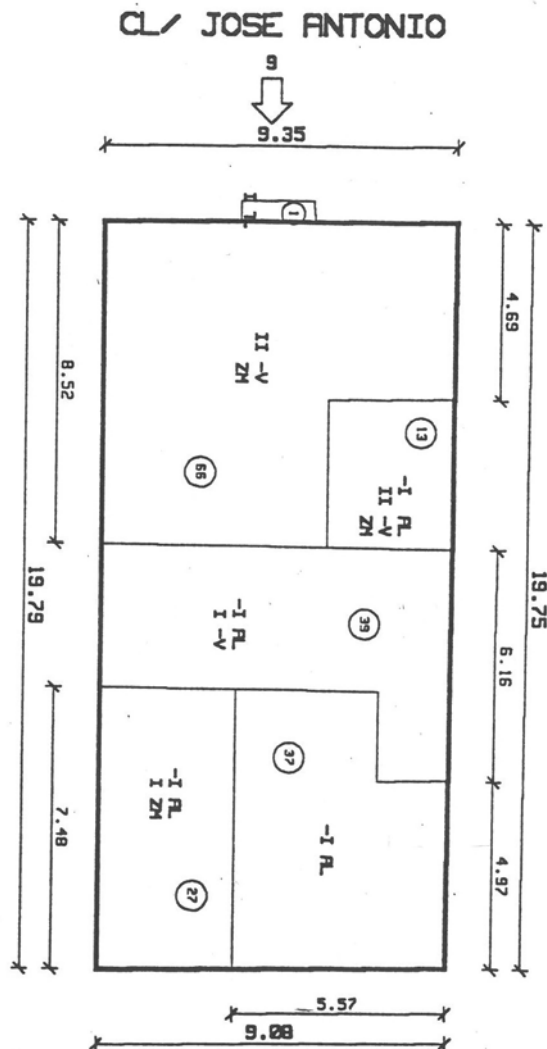 CL/ JOSE ANTONIO
9
9.35
1
4.69
II -V
ZM
8.52
13
-I AL
II -V
ZM
66
19.79
19.75
-I AL
I -V
39
6.16
37
-I AL
I ZM
-I AL
7.48
4.97
27
5.57
9.08